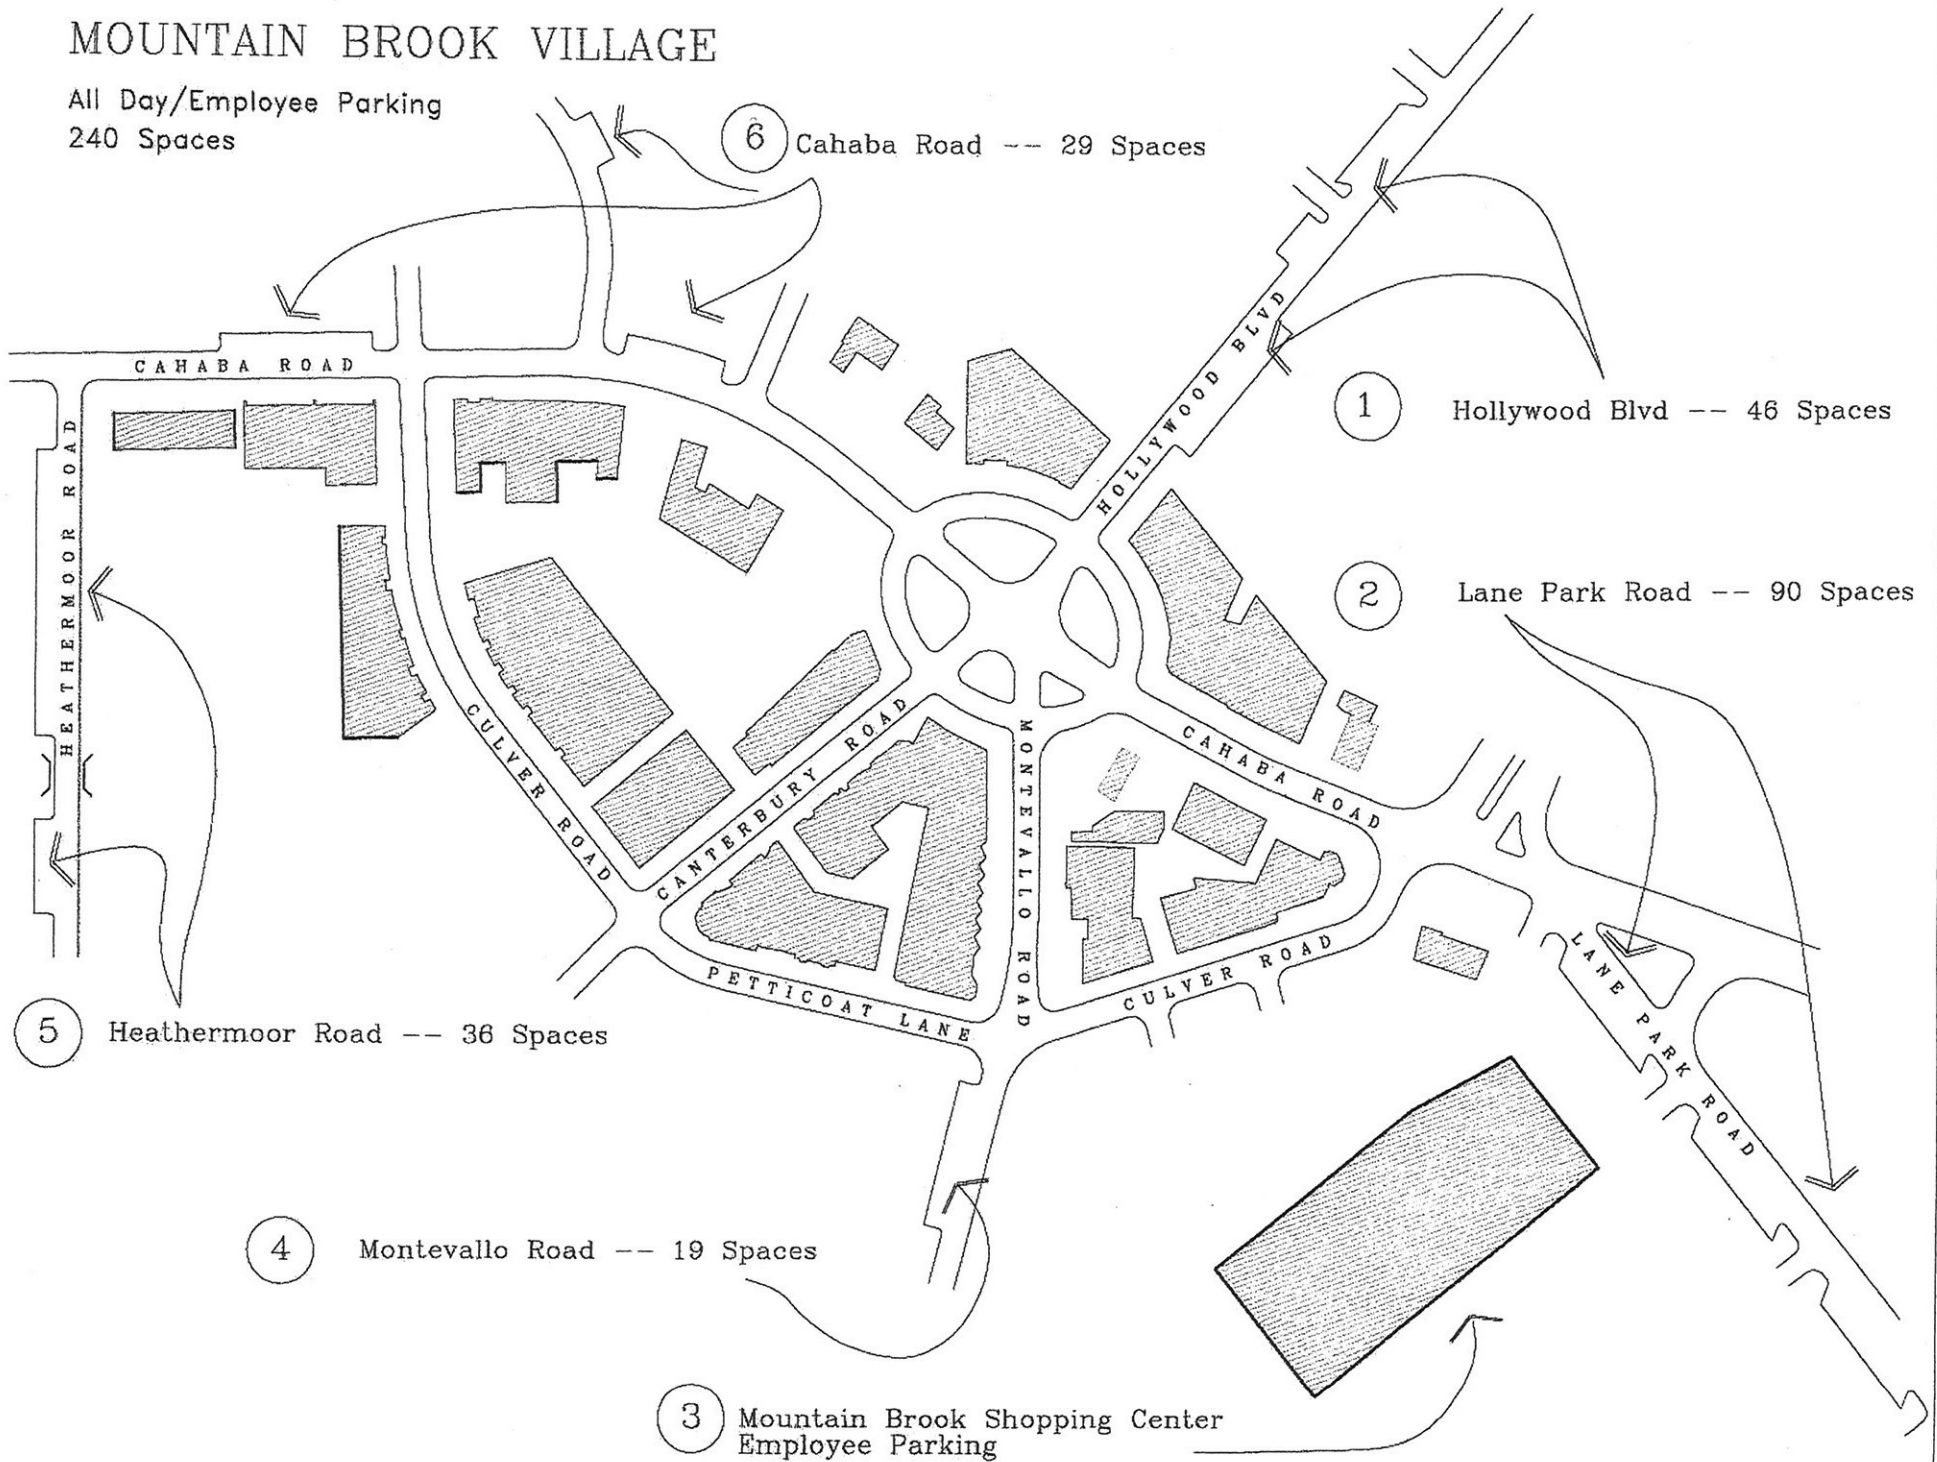 MOUNTAIN BROOK VILLAGE
All Day/Employee Parking
240 Spaces
6 Cahaba Road -- 29 Spaces
CAHABA ROAD
HOLLYWOOD BLVD
1 Hollywood Blvd -- 46 Spaces
HEATHERMOOR ROAD
2 Lane Park Road -- 90 Spaces
CULVER ROAD
CANTERBURY ROAD
MONTEVALLO ROAD
CAHABA ROAD
PETTICOAT LANE
CULVER ROAD
LANE PARK ROAD
5 Heathermoor Road -- 36 Spaces
4 Montevallo Road -- 19 Spaces
3 Mountain Brook Shopping Center
Employee Parking